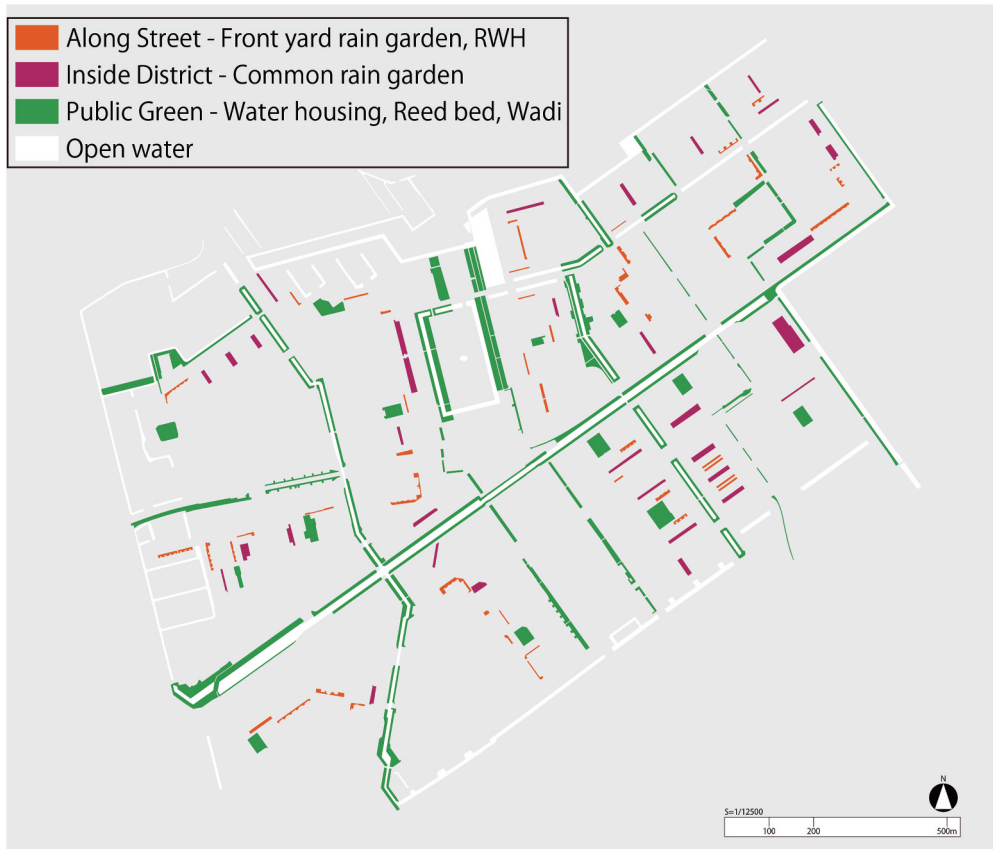 Along Street - Front yard rain garden, RWH
Inside District - Common rain garden
Public Green - Water housing, Reed bed, Wadi
Open water
N
S=1/12500
100 200 500m